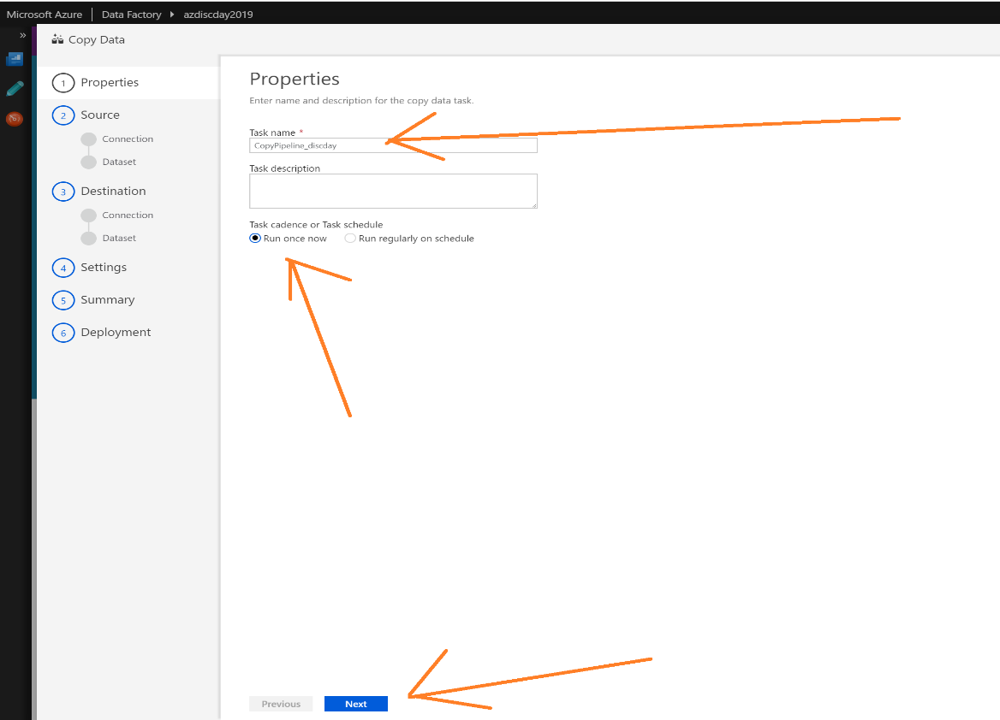 Microsoft Azure | Data Factory ▸ azdiscday2019
»
Copy Data
1 Properties
2 Source
Connection
Dataset
3 Destination
Connection
Dataset
4 Settings
5 Summary
6 Deployment
Properties
Enter name and description for the copy data task.
Task name *
CopyPipeline_discday
Task description
Task cadence or Task schedule
Run once now Run regularly on schedule
Previous Next